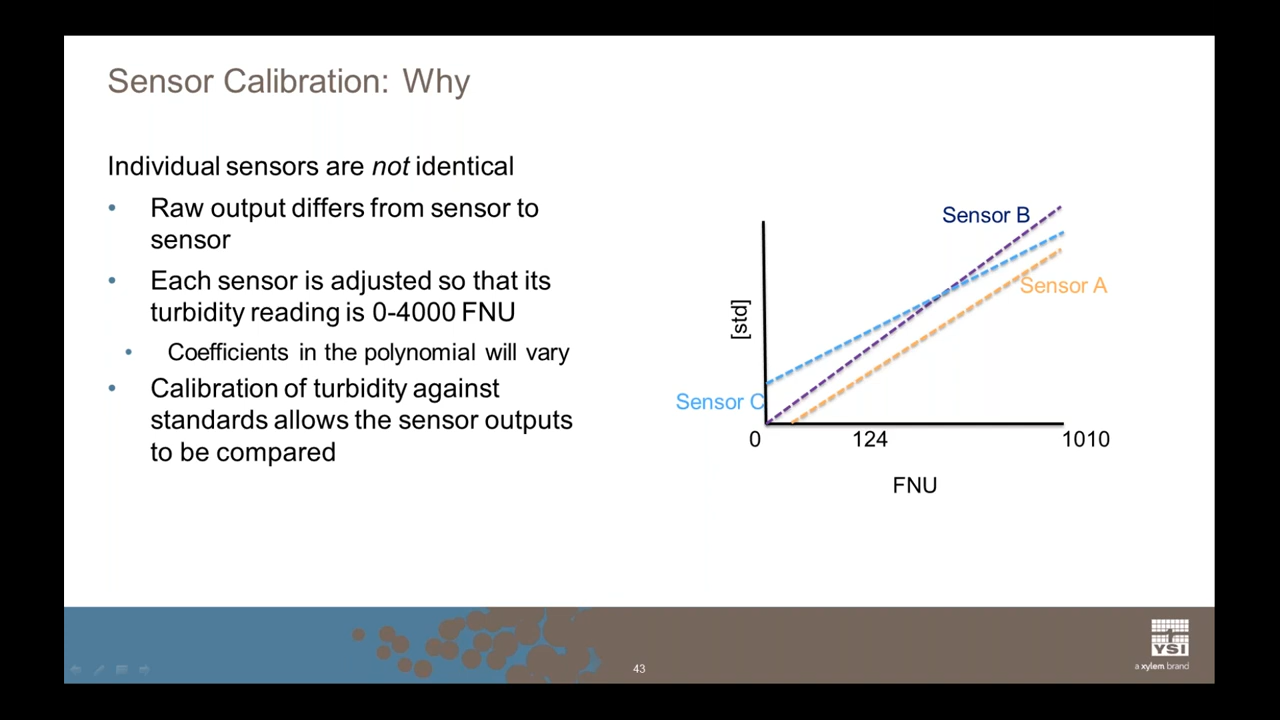 Sensor Calibration: Why
Individual sensors are not identical
• Raw output differs from sensor to
sensor
• Each sensor is adjusted so that its
turbidity reading is 0-4000 FNU
• Coefficients in the polynomial will vary
• Calibration of turbidity against
standards allows the sensor outputs
to be compared
Sensor B
Sensor A
[std]
Sensor C
0
124
1010
FNU
43
YSI
a xylem brand